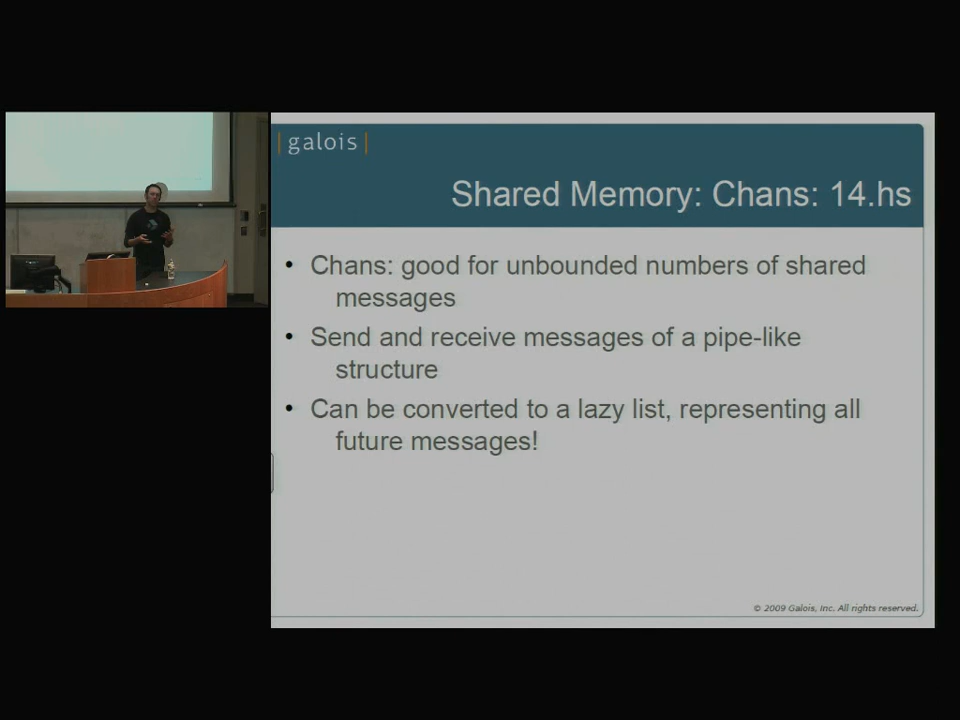 |galois|
Shared Memory: Chans: 14.hs
• Chans: good for unbounded numbers of shared
messages
• Send and receive messages of a pipe-like
structure
• Can be converted to a lazy list, representing all
future messages!
© 2009 Galois, Inc. All rights reserved.